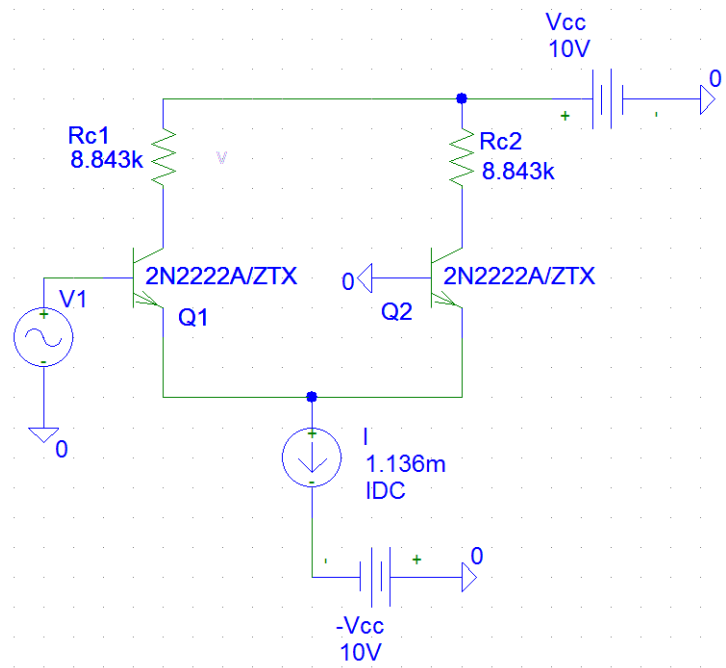 Vcc
10V
0
+
-
Rc1
8.843k
V
Rc2
8.843k
2N2222A/ZTX
0
2N2222A/ZTX
V1
+
-
Q1
Q2
0
+
-
I
1.136m
IDC
-
+
0
-Vcc
10V